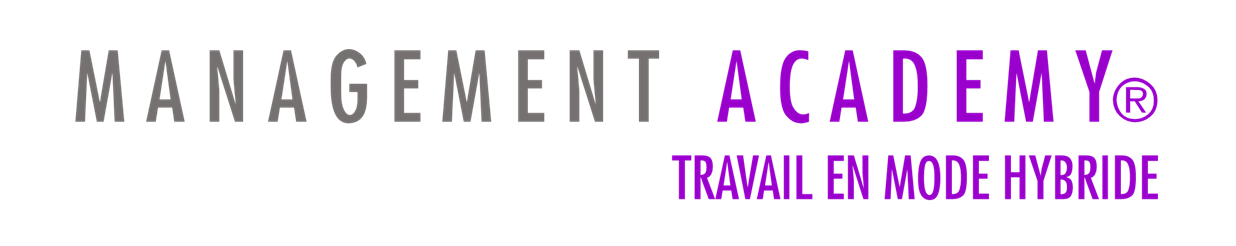 MANAGEMENT ACADEMY®
TRAVAIL EN MODE HYBRIDE